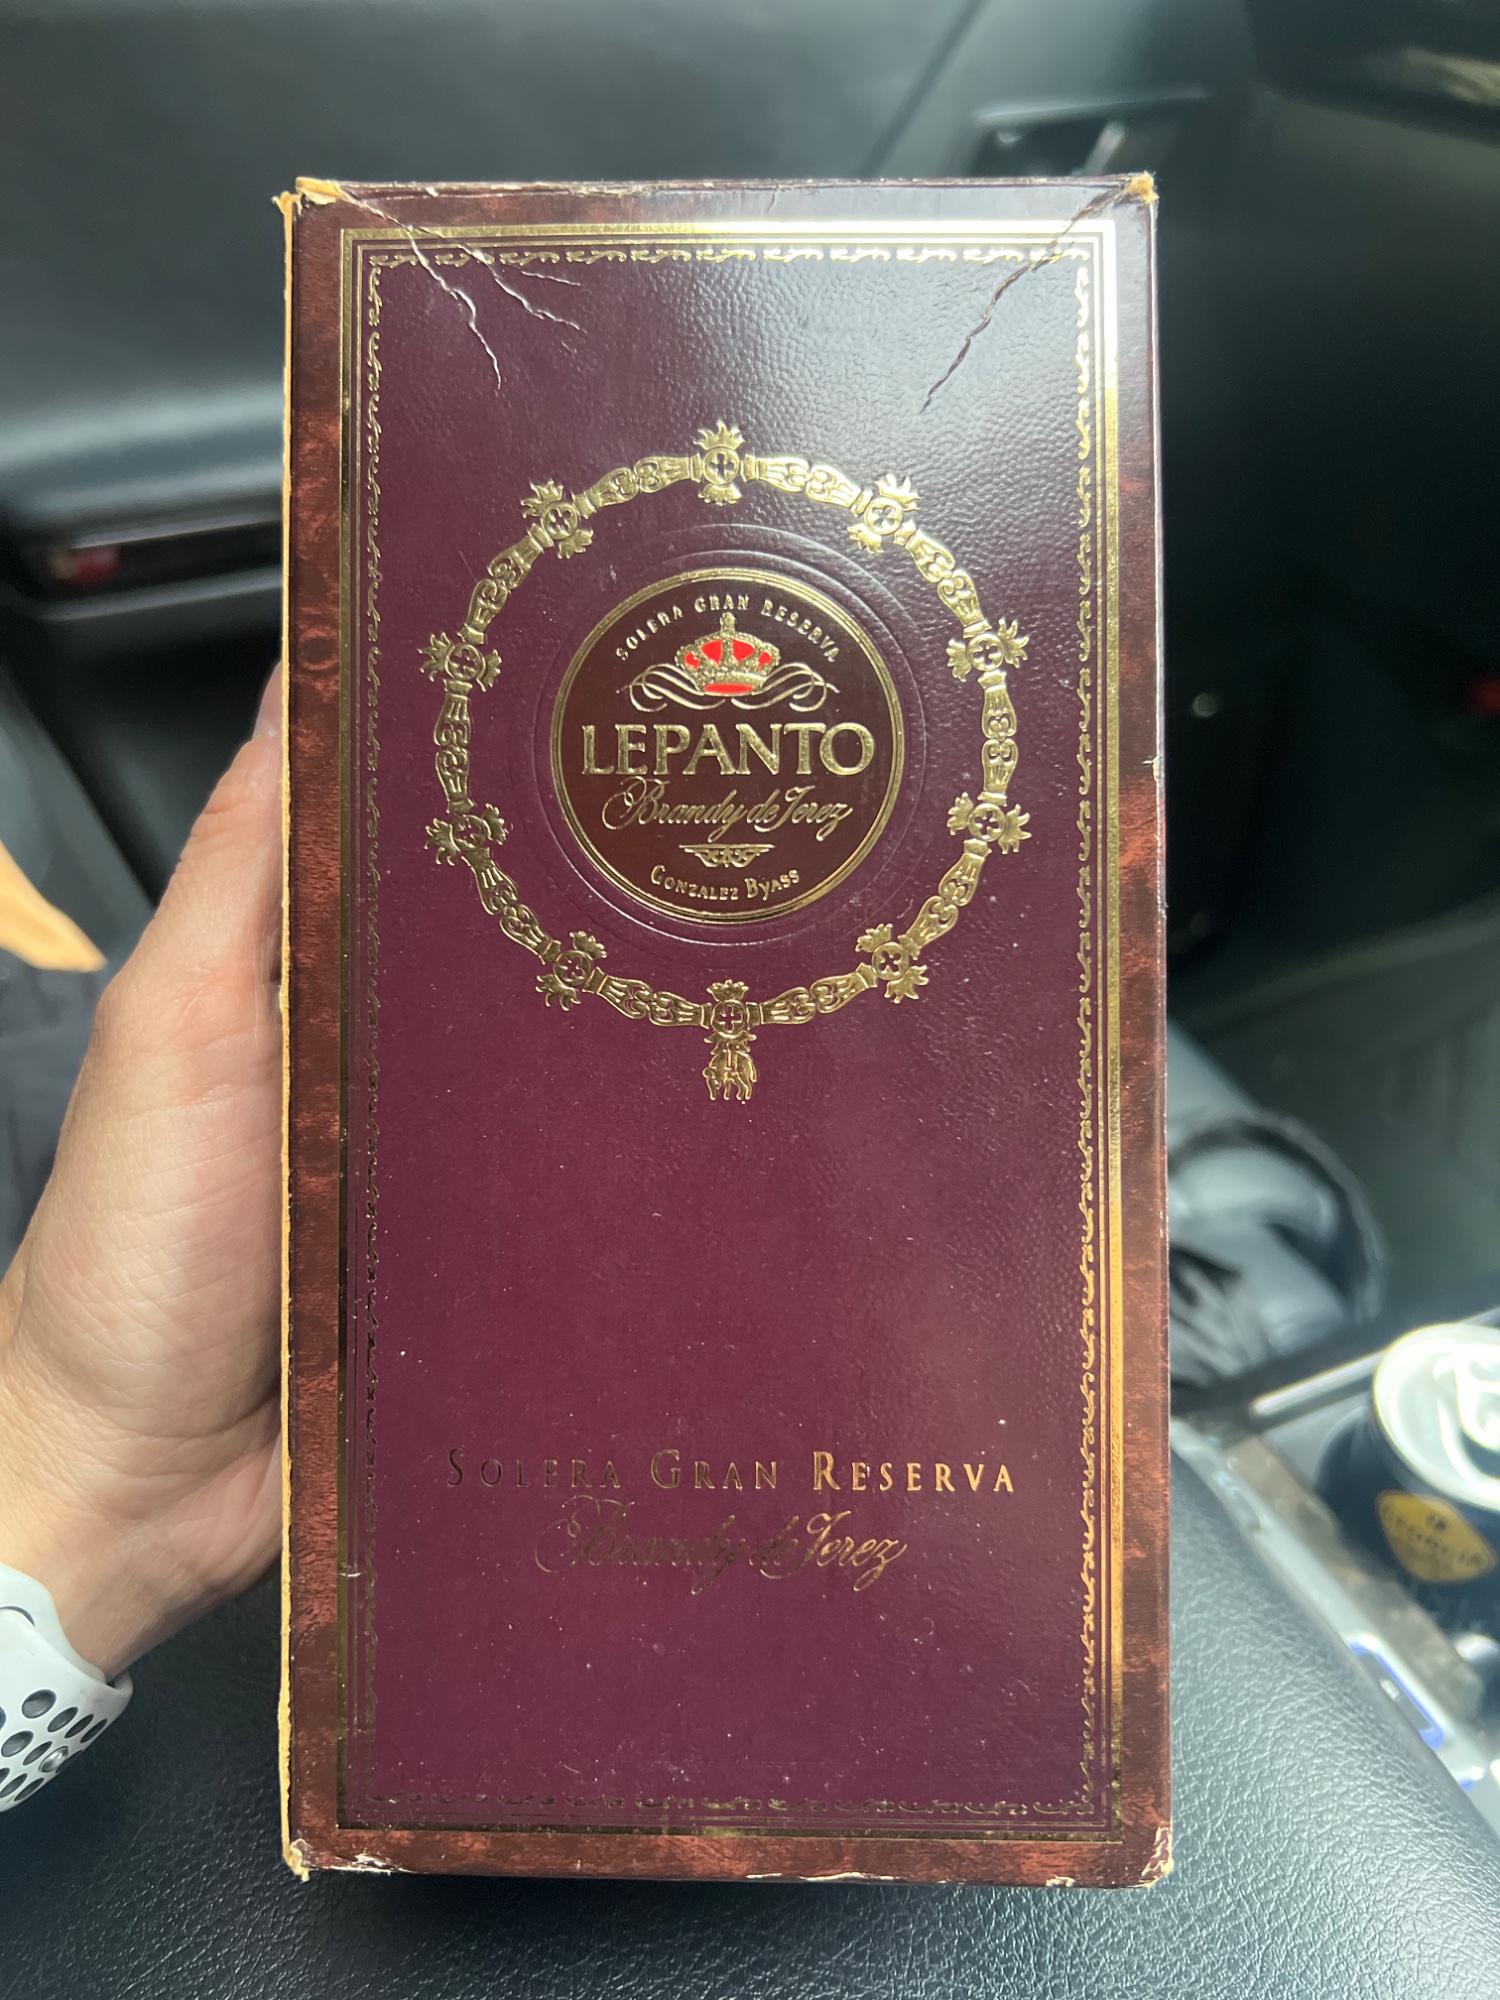 SOLERA GRAN RESERVA
LEPANTO
Brandy de Jerez
GONZALEZ BYASS
SOLERA GRAN RESERVA
Brandy de Jerez